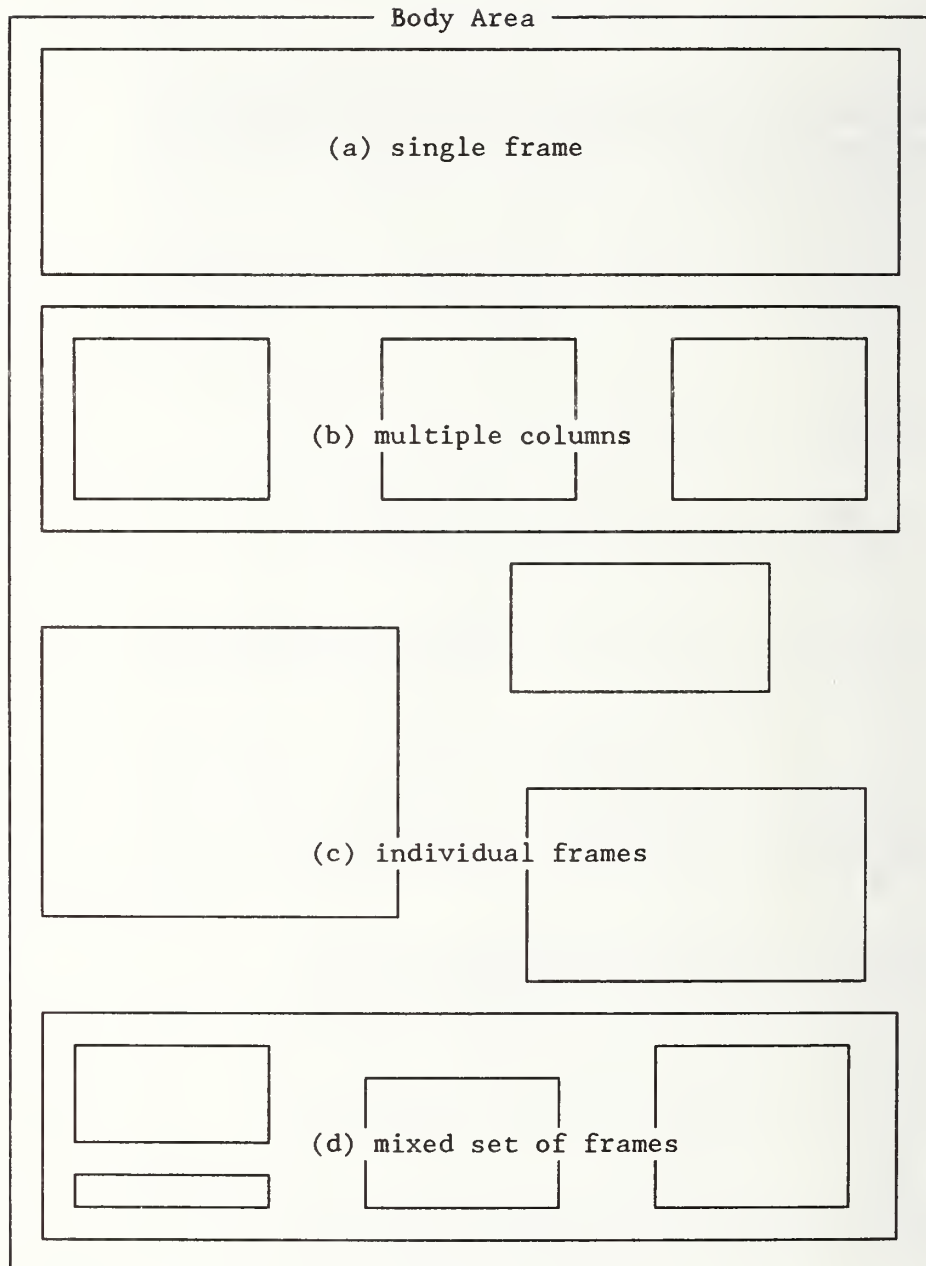 Body Area
(a) single frame
(b) multiple columns
(c) individual frames
(d) mixed set of frames